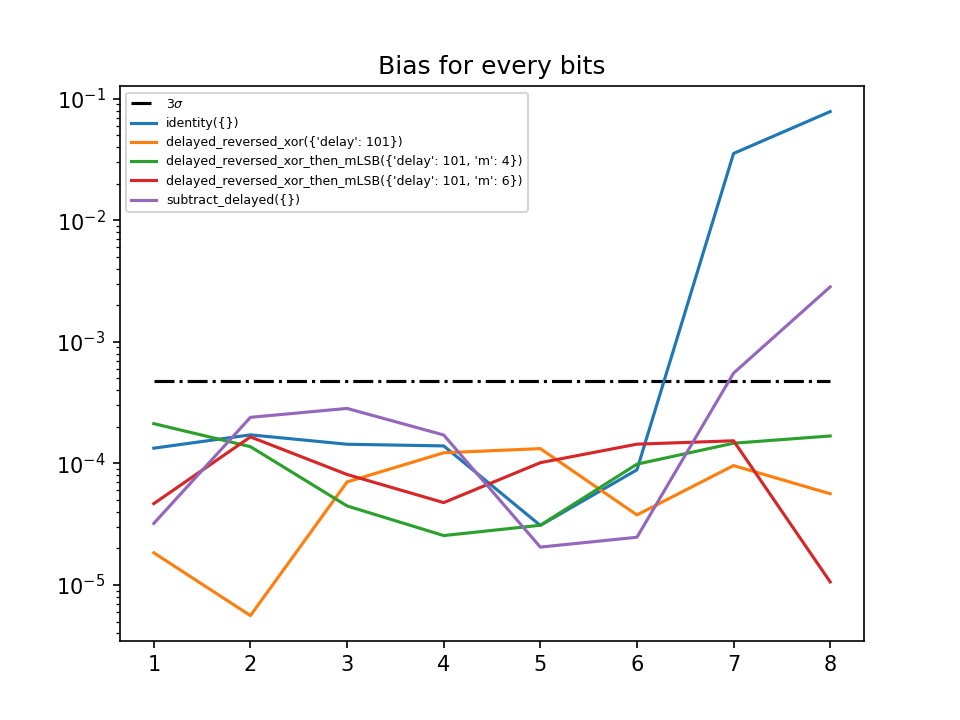 Bias for every bits
3σ
identity({})
delayed_reversed_xor({'delay': 101})
delayed_reversed_xor_then_mLSB({'delay': 101, 'm': 4})
delayed_reversed_xor_then_mLSB({'delay': 101, 'm': 6})
subtract_delayed({})
10⁻¹
10⁻²
10⁻³
10⁻⁴
10⁻⁵
1 2 3 4 5 6 7 8